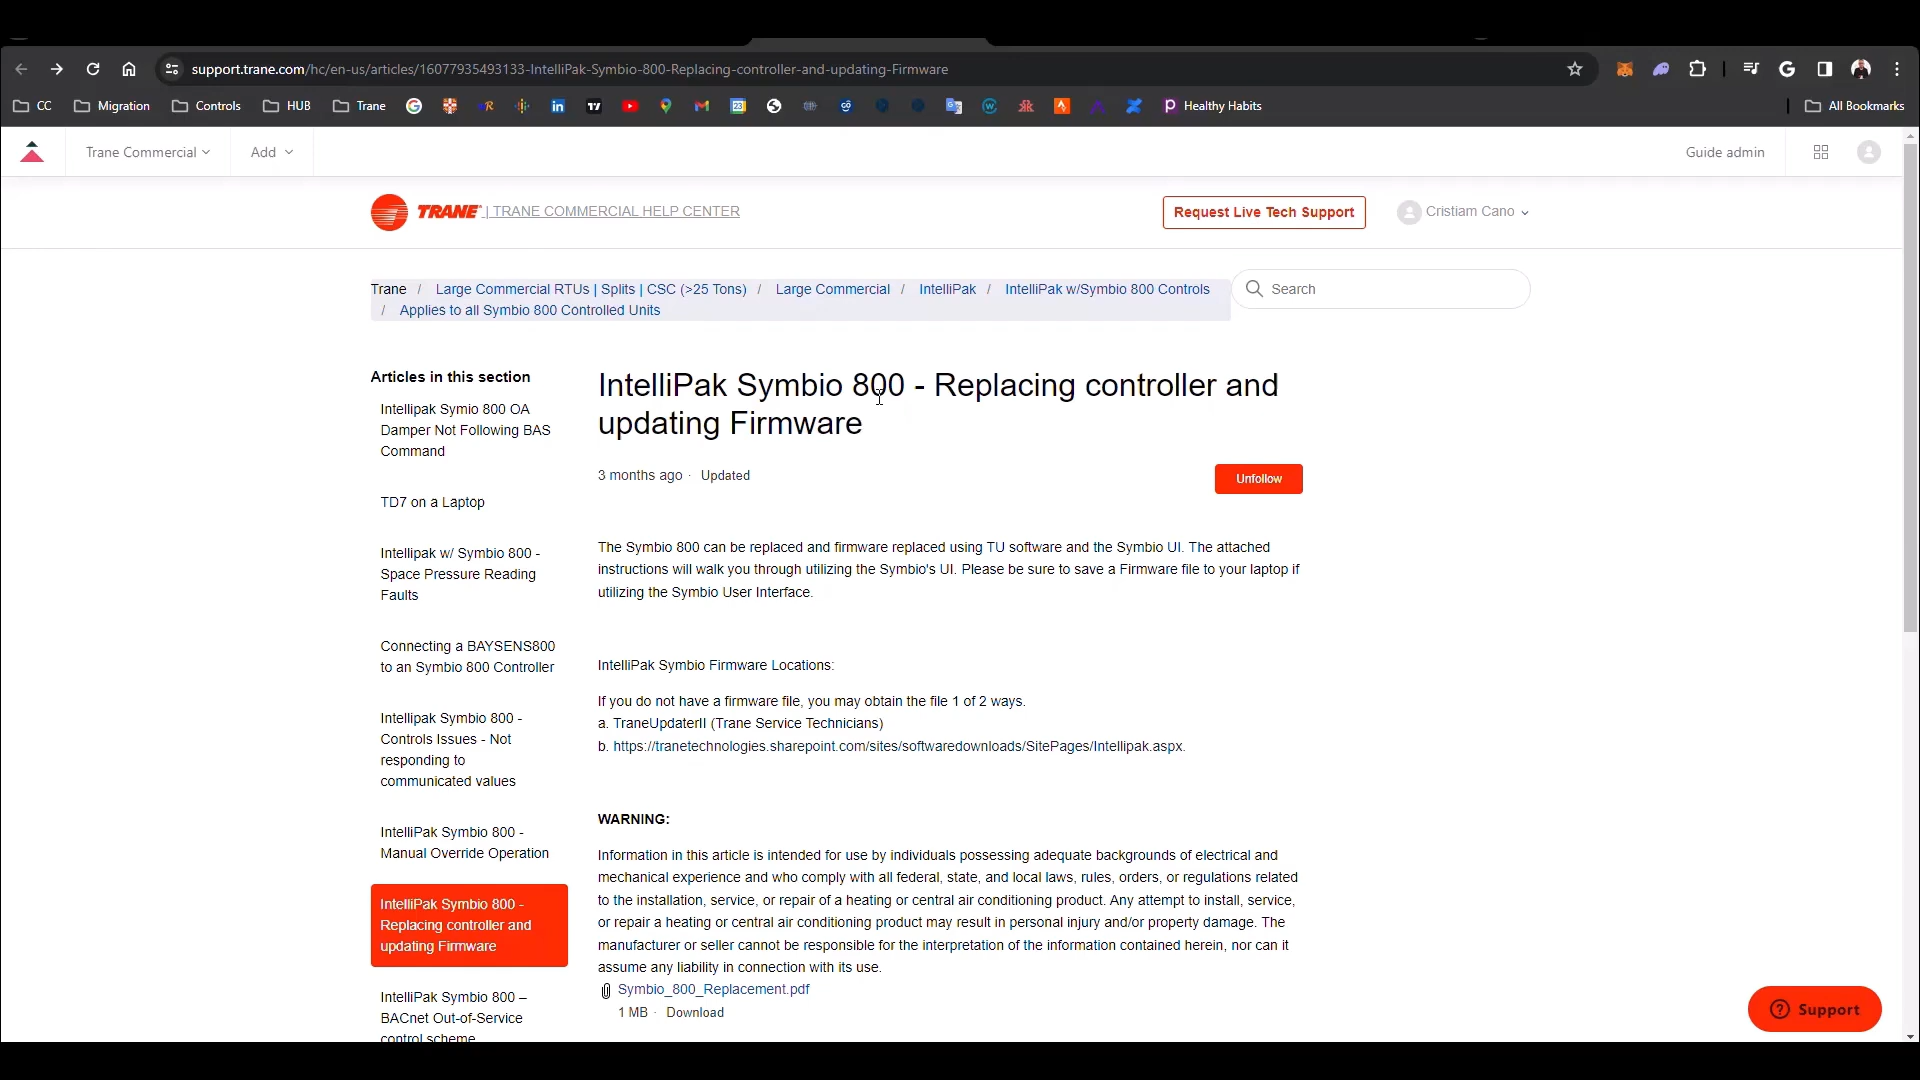 support.trane.com/hc/en-us/articles/16077935493133-IntelliPak-Symbio-800-Replacing-controller-and-updating-Firmware
CC
Migration
Controls
HUB
Trane
Healthy Habits
All Bookmarks
Trane Commercial
Add
Guide admin
TRANE | TRANE COMMERCIAL HELP CENTER
Request Live Tech Support
Cristiam Cano
Trane / Large Commercial RTUs | Splits | CSC (>25 Tons) / Large Commercial / IntelliPak / IntelliPak w/Symbio 800 Controls
/ Applies to all Symbio 800 Controlled Units
Search
Articles in this section
Intellipak Symio 800 OA
Damper Not Following BAS
Command
TD7 on a Laptop
Intellipak w/ Symbio 800 -
Space Pressure Reading
Faults
Connecting a BAYSENS800
to an Symbio 800 Controller
Intellipak Symbio 800 -
Controls Issues - Not
responding to
communicated values
IntelliPak Symbio 800 -
Manual Override Operation
IntelliPak Symbio 800 -
Replacing controller and
updating Firmware
IntelliPak Symbio 800 –
BACnet Out-of-Service
control scheme
IntelliPak Symbio 800 - Replacing controller and
updating Firmware
3 months ago · Updated
Unfollow
The Symbio 800 can be replaced and firmware replaced using TU software and the Symbio UI. The attached
instructions will walk you through utilizing the Symbio's UI. Please be sure to save a Firmware file to your laptop if
utilizing the Symbio User Interface.
IntelliPak Symbio Firmware Locations:
If you do not have a firmware file, you may obtain the file 1 of 2 ways.
a. TraneUpdaterII (Trane Service Technicians)
b. https://tranetechnologies.sharepoint.com/sites/softwaredownloads/SitePages/Intellipak.aspx.
WARNING:
Information in this article is intended for use by individuals possessing adequate backgrounds of electrical and
mechanical experience and who comply with all federal, state, and local laws, rules, orders, or regulations related
to the installation, service, or repair of a heating or central air conditioning product. Any attempt to install, service,
or repair a heating or central air conditioning product may result in personal injury and/or property damage. The
manufacturer or seller cannot be responsible for the interpretation of the information contained herein, nor can it
assume any liability in connection with its use.
Symbio_800_Replacement.pdf
1 MB · Download
Support